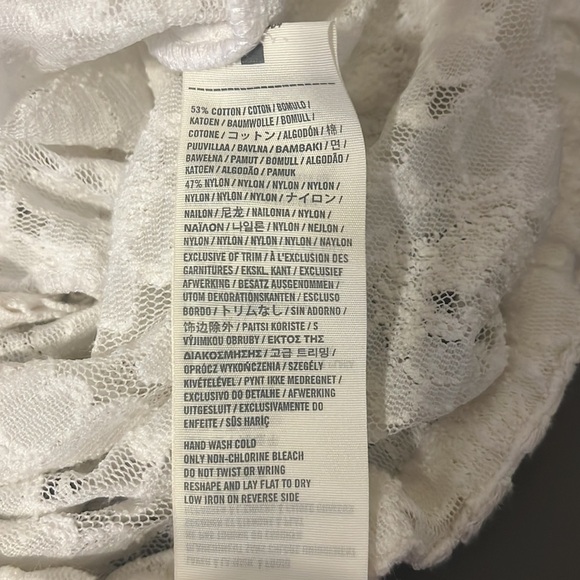 53% COTTON / COTON / BOMULD /
KATOEN / BAUMWOLLE / BOMULL /
COTONE / コットン / ALGODÓN / 棉 /
PUUVILLAA / BAVLNA / ΒΑΜΒΑΚΙ / 면 /
BAWEŁNA / PAMUT / BOMULL / ALGODÃO /
KATOEN / ALGODÃO / PAMUK
47% NYLON / NYLON / NYLON / NYLON /
NYLON / NYLON / NYLON / ナイロン /
NAILON / 尼龙 / NAILONIA / NYLON /
ΝΑΪΛΟΝ / 나일론 / NYLON / NEJLON /
NYLON / NYLON / NYLON / NYLON / NAYLON
EXCLUSIVE OF TRIM / À L'EXCLUSION DES
GARNITURES / EKSKL. KANT / EXCLUSIEF
AFWERKING / BESATZ AUSGENOMMEN /
UTOM DEKORATIONSKANTEN / ESCLUSO
BORDO / トリムなし / SIN ADORNO /
饰边除外 / PAITSI KORISTE / S
VÝJIMKOU OBRUBY / ΕΚΤΟΣ ΤΗΣ
ΔΙΑΚΟΣΜΗΣΗΣ / 고급 트리밍 /
OPRÓCZ WYKOŃCZENIA / SZEGÉLY
KIVÉTELÉVEL / PYNT IKKE MEDREGNET /
EXCLUSIVO DO DETALHE / AFWERKING
UITGESLUIT / EXCLUSIVAMENTE DO
ENFEITE / SÜS HARİÇ
HAND WASH COLD
ONLY NON-CHLORINE BLEACH
DO NOT TWIST OR WRING
RESHAPE AND LAY FLAT TO DRY
LOW IRON ON REVERSE SIDE